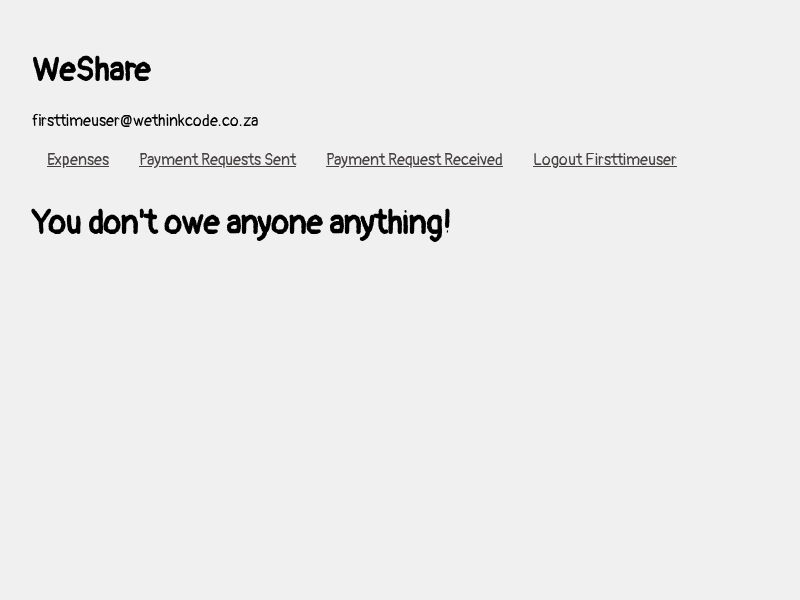 WeShare
firsttimeuser@wethinkcode.co.za
Expenses Payment Requests Sent Payment Request Received Logout Firsttimeuser
You don't owe anyone anything!